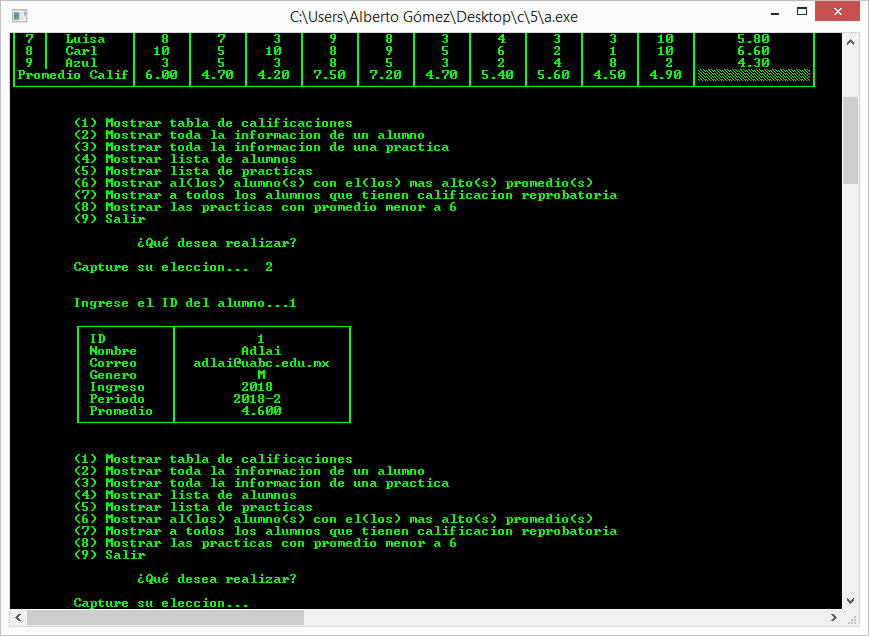 C:\Users\Alberto Gómez\Desktop\c\5\a.exe
7 Luisa 8 7 3 9 8 3 4 3 3 10 5.80
8 Carl 10 5 10 8 9 5 6 2 1 10 6.60
9 Azul 3 5 3 8 5 3 2 4 8 2 4.30
Promedio Calif 6.00 4.70 4.20 7.50 7.20 4.70 5.40 5.60 4.50 4.90
(1) Mostrar tabla de calificaciones
(2) Mostrar toda la informacion de un alumno
(3) Mostrar toda la informacion de una practica
(4) Mostrar lista de alumnos
(5) Mostrar lista de practicas
(6) Mostrar al(los) alumno(s) con el(los) mas alto(s) promedio(s)
(7) Mostrar a todos los alumnos que tienen calificacion reprobatoria
(8) Mostrar las practicas con promedio menor a 6
(9) Salir
¿Qué desea realizar?
Capture su eleccion... 2
Ingrese el ID del alumno...1
ID 1
Nombre Adlai
Correo adlai@uabc.edu.mx
Genero M
Ingreso 2018
Periodo 2018-2
Promedio 4.600
(1) Mostrar tabla de calificaciones
(2) Mostrar toda la informacion de un alumno
(3) Mostrar toda la informacion de una practica
(4) Mostrar lista de alumnos
(5) Mostrar lista de practicas
(6) Mostrar al(los) alumno(s) con el(los) mas alto(s) promedio(s)
(7) Mostrar a todos los alumnos que tienen calificacion reprobatoria
(8) Mostrar las practicas con promedio menor a 6
(9) Salir
¿Qué desea realizar?
Capture su eleccion...